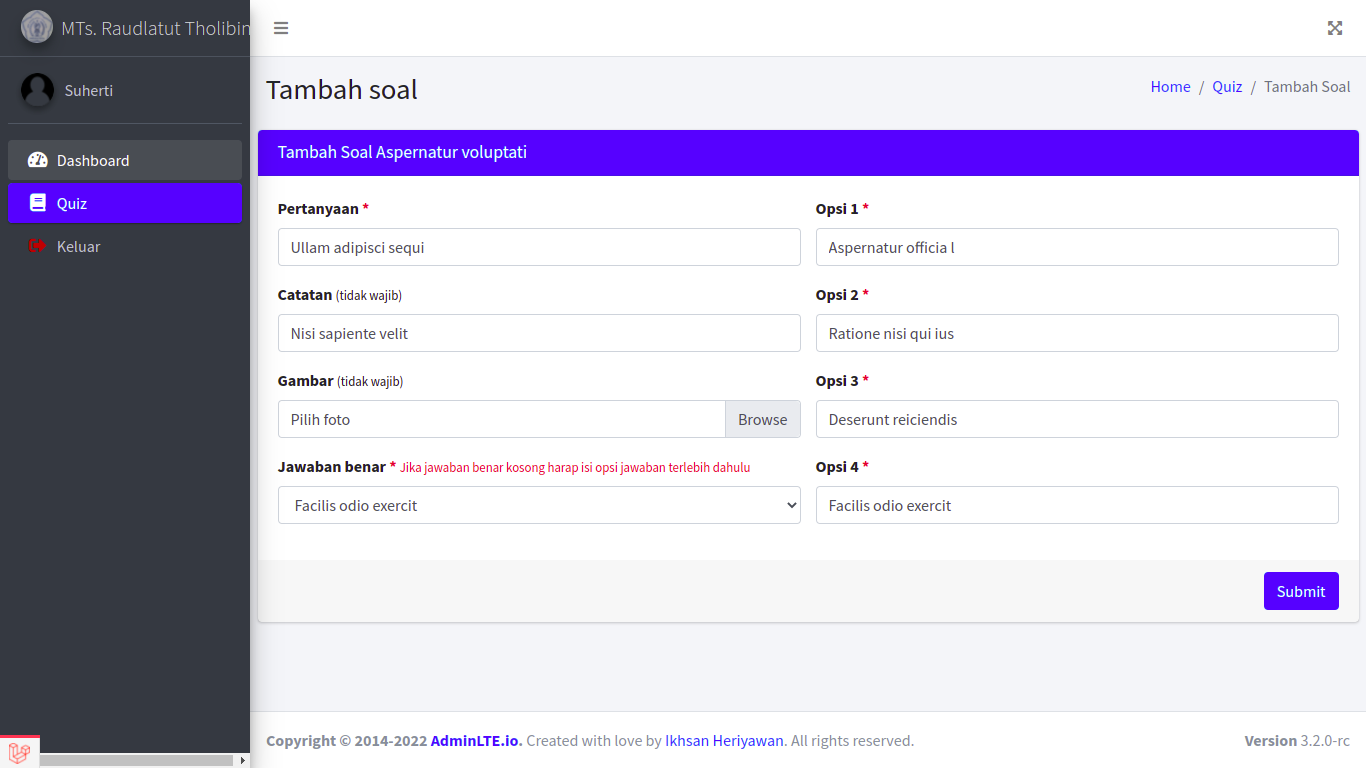 MTs. Raudlatut Tholibin
Suherti
Dashboard
Quiz
Keluar
Tambah soal
Home / Quiz / Tambah Soal
Tambah Soal Aspernatur voluptati
Pertanyaan *
Ullam adipisci sequi
Opsi 1 *
Aspernatur officia l
Catatan (tidak wajib)
Nisi sapiente velit
Opsi 2 *
Ratione nisi qui ius
Gambar (tidak wajib)
Pilih foto Browse
Opsi 3 *
Deserunt reiciendis
Jawaban benar * Jika jawaban benar kosong harap isi opsi jawaban terlebih dahulu
Facilis odio exercit
Opsi 4 *
Facilis odio exercit
Submit
Copyright © 2014-2022 AdminLTE.io. Created with love by Ikhsan Heriyawan. All rights reserved.
Version 3.2.0-rc